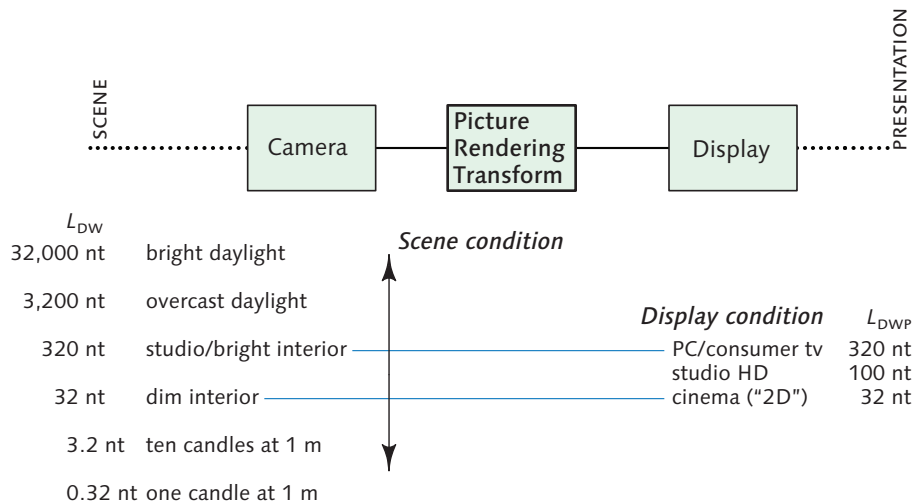 SCENE
PRESENTATION
Camera
Picture
Rendering
Transform
Display
L_DW
Scene condition
32,000 nt bright daylight
3,200 nt overcast daylight
Display condition L_DWP
320 nt studio/bright interior PC/consumer tv 320 nt
studio HD 100 nt
32 nt dim interior cinema (“2D”) 32 nt
3.2 nt ten candles at 1 m
0.32 nt one candle at 1 m